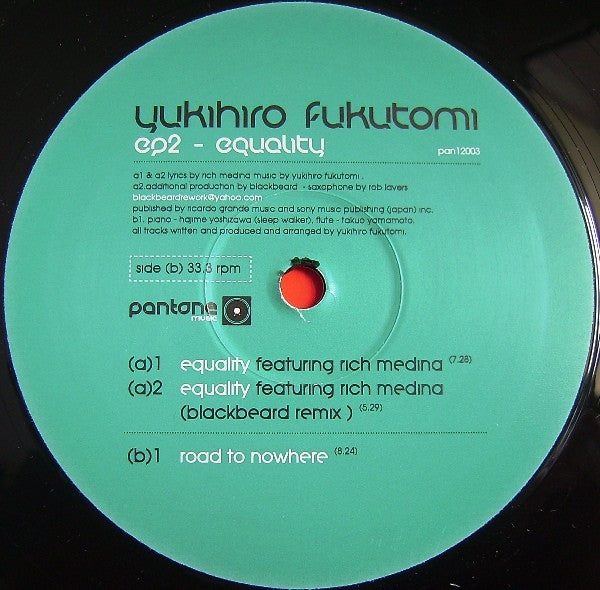 yukihiro fukutomi
ep2 - equality
pan12003
a1 & a2 lyrics by rich medina music by yukihiro fukutomi .
a2.additional production by blackbeard - saxophone by rob lavers
blackbeardrework@yahoo.com
published by ricardo grande music and sony music publishing (japan) inc.
b1. piano - hajime yoshizawa (sleep walker), flute - takuo yamamoto.
all tracks written and produced and arranged by yukihiro fukutomi.
side (b) 33.3 rpm
pantone
music
(a)1 equality featuring rich medina (7.28)
(a)2 equality featuring rich medina
(blackbeard remix ) (5.29)
(b)1 road to nowhere (8.24)